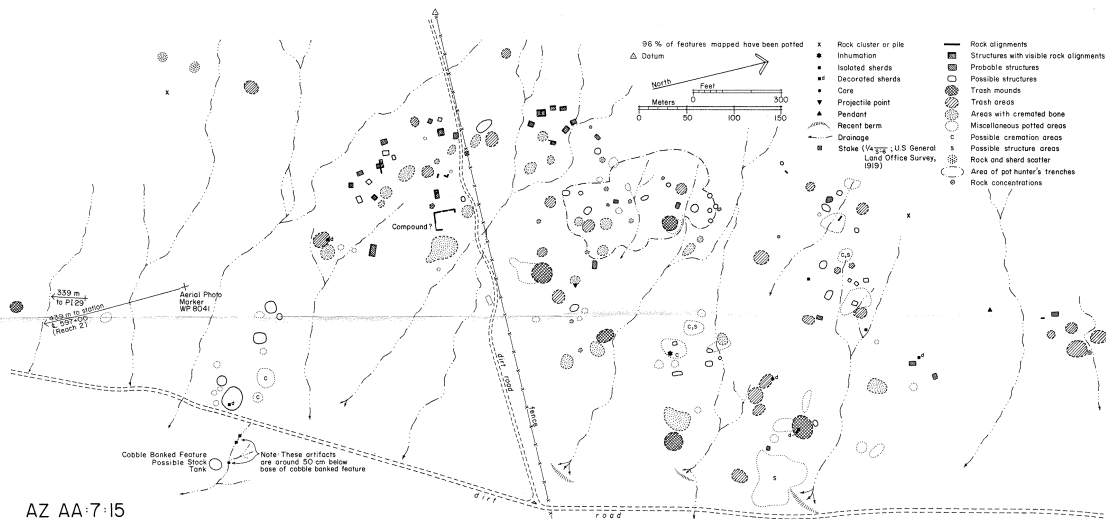 96 % of features mapped have been potted
Datum
North
Feet
0 300
Meters
0 50 100 150
x Rock cluster or pile
Inhumation
Isolated sherds
d Decorated sherds
Core
Projectile point
Pendant
Recent berm
Drainage
Stake (1/4 S-6 ; U.S General
Land Office Survey,
1919)
Rock alignments
Structures with visible rock alignments
Probable structures
Possible structures
Trash mounds
Trash areas
Areas with cremated bone
Miscellaneous potted areas
c Possible cremation areas
s Possible structure areas
Rock and sherd scatter
Area of pot hunter's trenches
Rock concentrations
x
x
Compound?
d
C,S
339 m
to P.I.29
Aerial Photo
Marker
WP 8041
939 m to station
℄ 597+00
(Reach 2)
C,S
C
d
d
C
C
d
d
S
dirt road
fence
Cobble Banked Feature
Possible Stock
Tank
Note: These artifacts
are around 50 cm below
base of cobble banked feature
dirt road
AZ AA:7:15